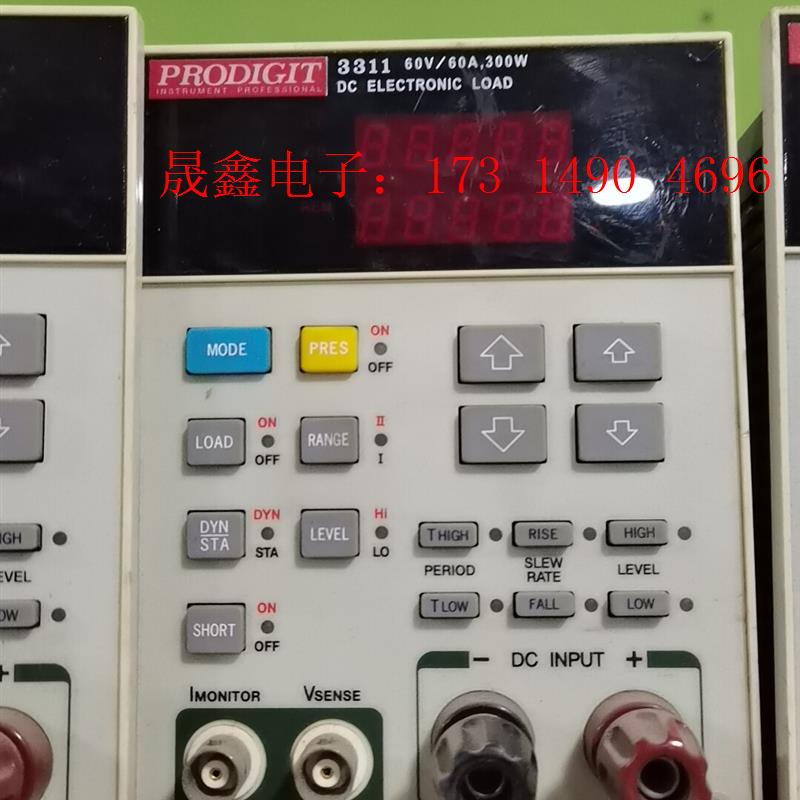 PRODIGIT
INSTRUMENT PROFESSIONAL
3311 60V/60A,300W
DC ELECTRONIC LOAD
晟鑫电子：173 1490 4696
MODE
PRES
ON
OFF
LOAD
ON
OFF
RANGE
II
I
DYN
STA
DYN
STA
LEVEL
Hi
LO
T HIGH
RISE
HIGH
PERIOD
SLEW
RATE
LEVEL
T LOW
FALL
LOW
SHORT
ON
OFF
- DC INPUT +
IMONITOR
VSENSE